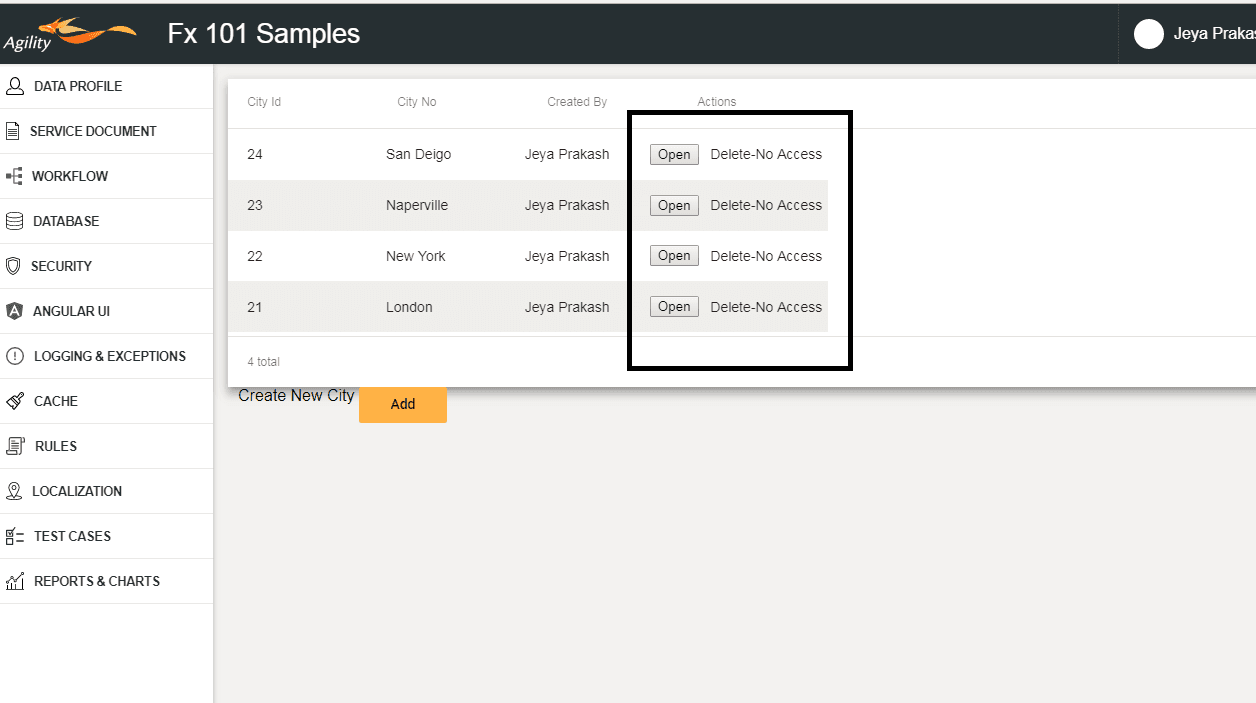 Agility
Fx 101 Samples
Jeya Prakas
DATA PROFILE
SERVICE DOCUMENT
WORKFLOW
DATABASE
SECURITY
ANGULAR UI
LOGGING & EXCEPTIONS
CACHE
RULES
LOCALIZATION
TEST CASES
REPORTS & CHARTS
City Id City No Created By Actions
24 San Deigo Jeya Prakash Open Delete-No Access
23 Naperville Jeya Prakash Open Delete-No Access
22 New York Jeya Prakash Open Delete-No Access
21 London Jeya Prakash Open Delete-No Access
4 total
Create New City Add